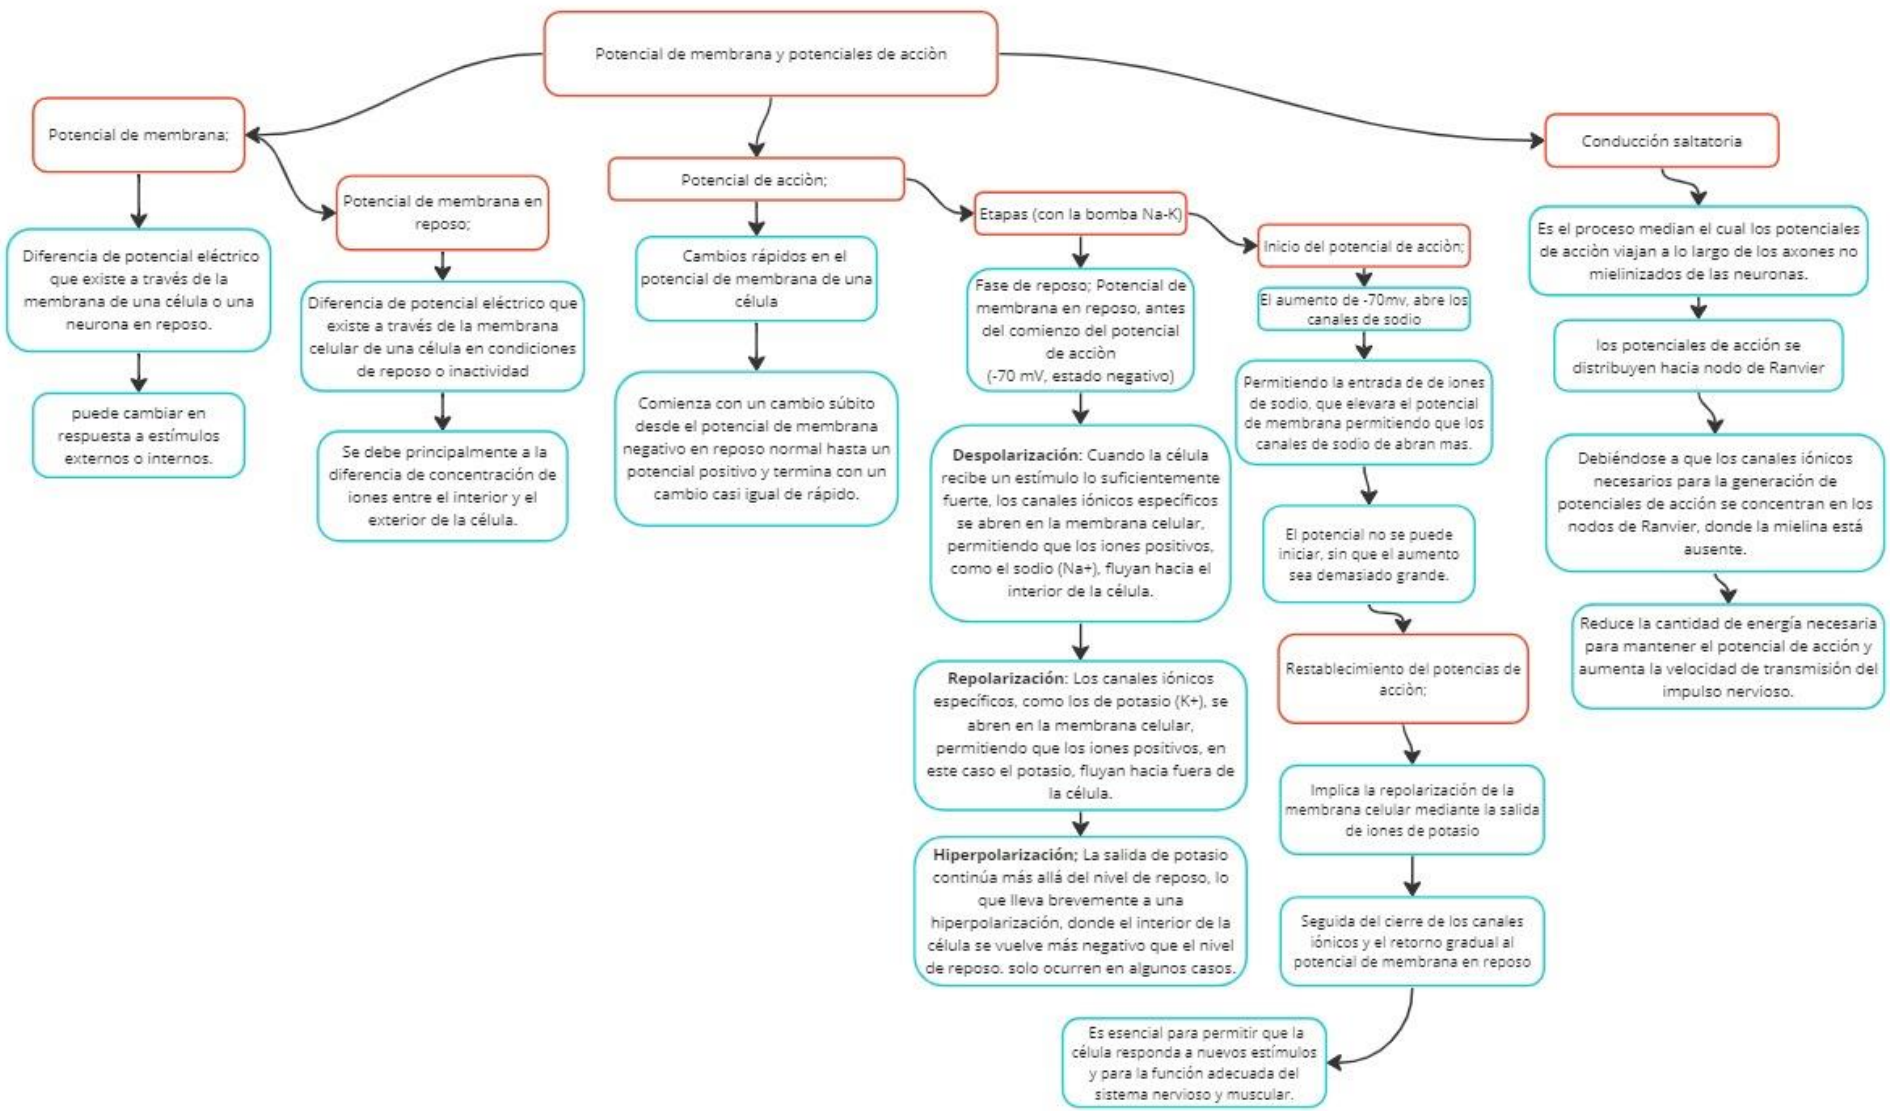 Potencial de membrana y potenciales de acciòn
Potencial de membrana;
Diferencia de potencial eléctrico
que existe a través de la
membrana de una célula o una
neurona en reposo.
puede cambiar en
respuesta a estímulos
externos o internos.
Potencial de membrana en
reposo;
Diferencia de potencial eléctrico que
existe a través de la membrana
celular de una célula en condiciones
de reposo o inactividad
Se debe principalmente a la
diferencia de concentración de
iones entre el interior y el
exterior de la célula.
Potencial de acciòn;
Cambios rápidos en el
potencial de membrana de una
célula
Comienza con un cambio súbito
desde el potencial de membrana
negativo en reposo normal hasta un
potencial positivo y termina con un
cambio casi igual de rápido.
Etapas (con la bomba Na-K)
Fase de reposo; Potencial de
membrana en reposo, antes
del comienzo del potencial
de acciòn
(-70 mV, estado negativo)
Despolarización: Cuando la célula
recibe un estímulo lo suficientemente
fuerte, los canales iónicos específicos
se abren en la membrana celular,
permitiendo que los iones positivos,
como el sodio (Na+), fluyan hacia el
interior de la célula.
Repolarización: Los canales iónicos
específicos, como los de potasio (K+), se
abren en la membrana celular,
permitiendo que los iones positivos, en
este caso el potasio, fluyan hacia fuera de
la célula.
Hiperpolarización; La salida de potasio
continúa más allá del nivel de reposo, lo
que lleva brevemente a una
hiperpolarización, donde el interior de la
célula se vuelve más negativo que el nivel
de reposo. solo ocurren en algunos casos.
Inicio del potencial de acciòn;
El aumento de -70mv, abre los
canales de sodio
Permitiendo la entrada de de iones
de sodio, que elevara el potencial
de membrana permitiendo que los
canales de sodio de abran mas.
El potencial no se puede
iniciar, sin que el aumento
sea demasiado grande.
Restablecimiento del potencias de
acciòn;
Implica la repolarización de la
membrana celular mediante la salida
de iones de potasio
Seguida del cierre de los canales
iónicos y el retorno gradual al
potencial de membrana en reposo
Es esencial para permitir que la
célula responda a nuevos estímulos
y para la función adecuada del
sistema nervioso y muscular.
Conducción saltatoria
Es el proceso median el cual los potenciales
de acciòn viajan a lo largo de los axones no
mielinizados de las neuronas.
los potenciales de acción se
distribuyen hacia nodo de Ranvier
Debiéndose a que los canales iónicos
necesarios para la generación de
potenciales de acción se concentran en los
nodos de Ranvier, donde la mielina está
ausente.
Reduce la cantidad de energía necesaria
para mantener el potencial de acción y
aumenta la velocidad de transmisión del
impulso nervioso.